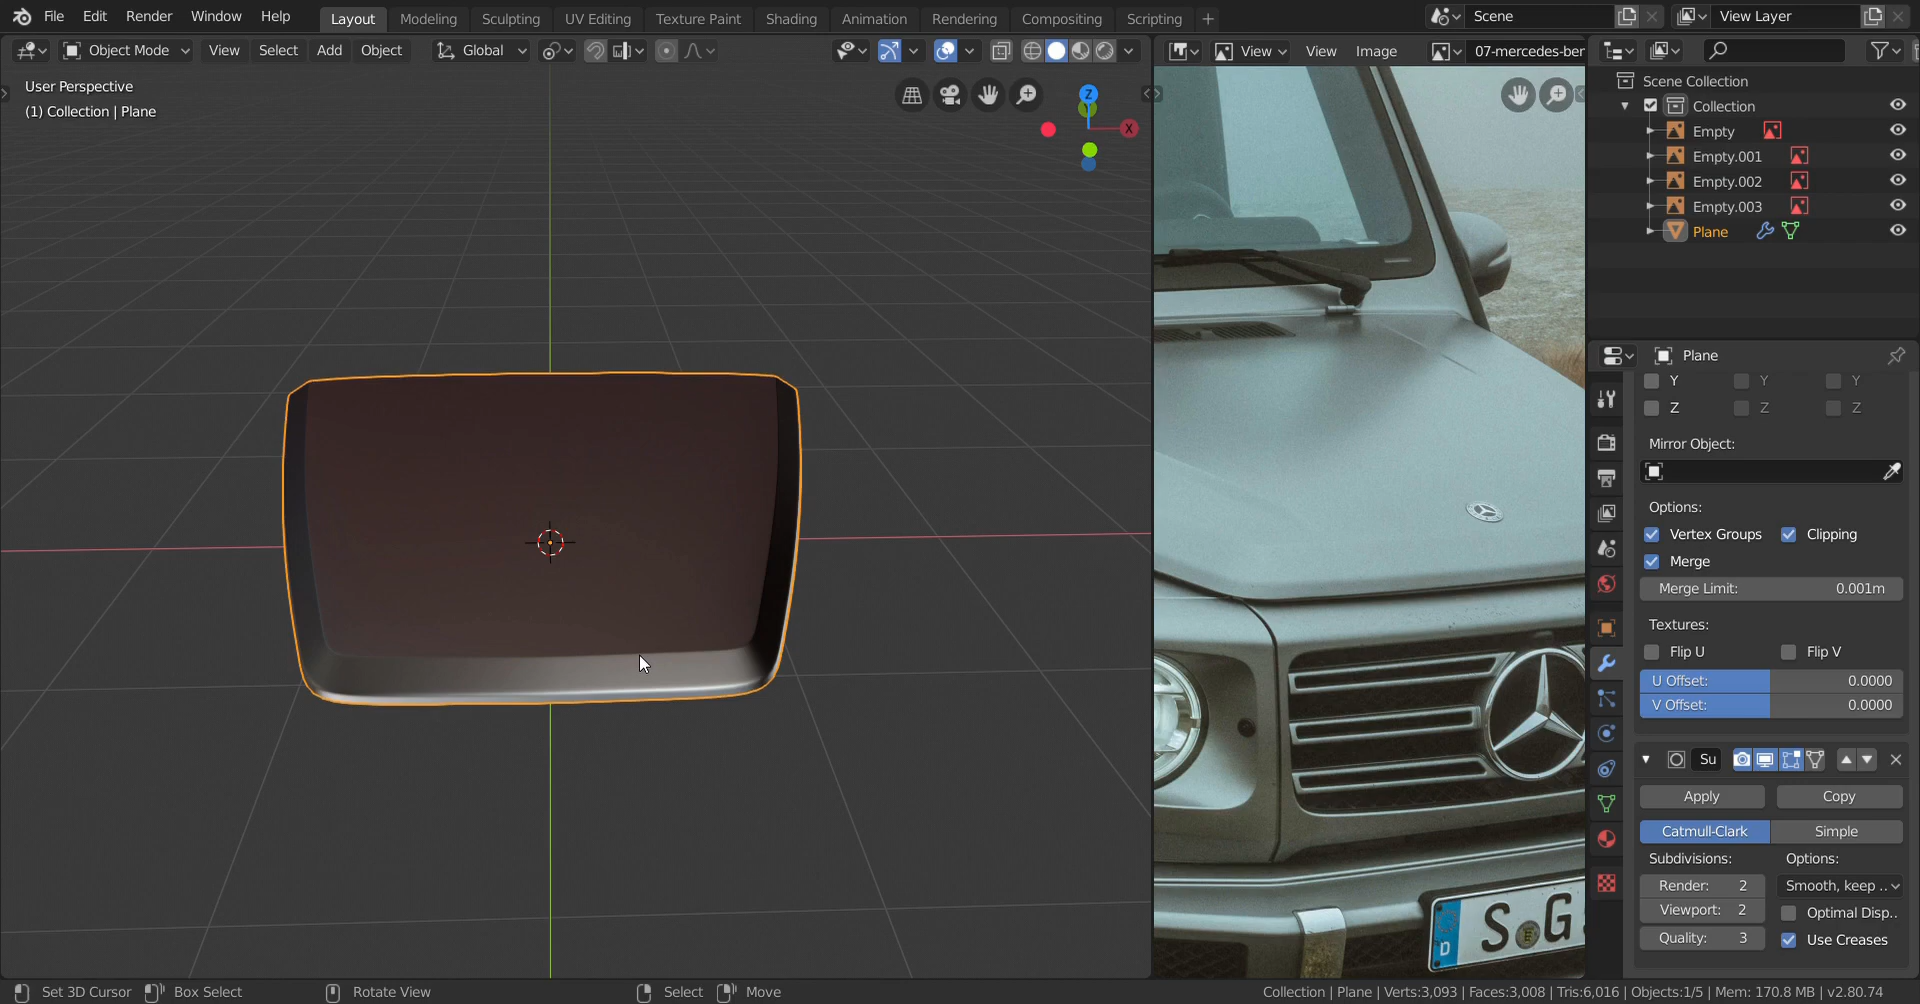 File Edit Render Window Help Layout Modeling Sculpting UV Editing Texture Paint Shading Animation Rendering Compositing Scripting Scene View Layer
Object Mode View Select Add Object Global View View Image 07-mercedes-ber
User Perspective
(1) Collection | Plane
Z
X
Scene Collection
Collection
Empty
Empty.001
Empty.002
Empty.003
Plane
Plane
Y Y Y
Z Z Z
Mirror Object:
Options:
Vertex Groups Clipping
Merge
Merge Limit: 0.001m
Textures:
Flip U Flip V
U Offset: 0.0000
V Offset: 0.0000
Su
Apply Copy
Catmull-Clark Simple
Subdivisions: Options:
Render: 2 Smooth, keep ..
Viewport: 2 Optimal Disp..
Quality: 3 Use Creases
D S G
Set 3D Cursor Box Select Rotate View Select Move Collection | Plane | Verts:3,093 | Faces:3,008 | Tris:6,016 | Objects:1/5 | Mem: 170.8 MB | v2.80.74